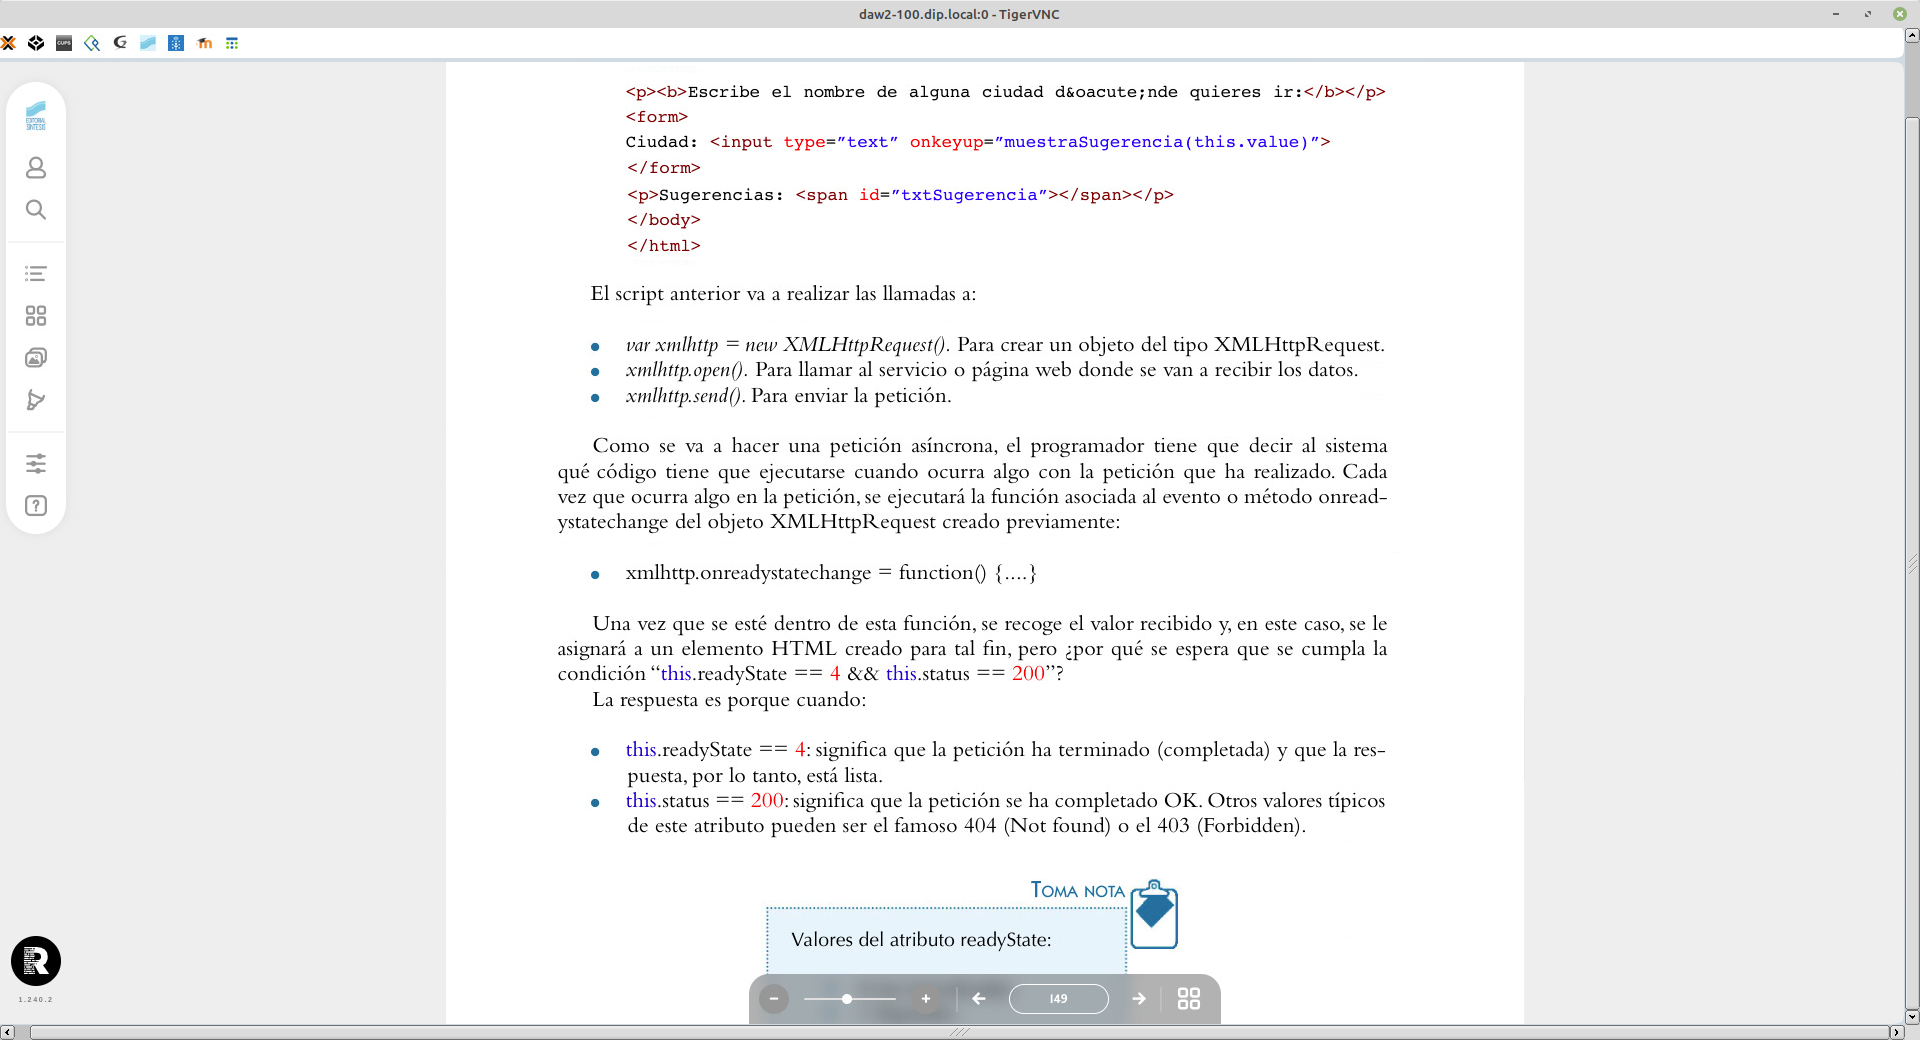 daw2-100.dip.local:0 - TigerVNC
CUPS
EDITORIAL
SINTESIS
<p><b>Escribe el nombre de alguna ciudad d&oacute;nde quieres ir:</b></p>
<form>
Ciudad: <input type=”text” onkeyup=”muestraSugerencia(this.value)”>
</form>
<p>Sugerencias: <span id=”txtSugerencia”></span></p>
</body>
</html>
El script anterior va a realizar las llamadas a:
• var xmlhttp = new XMLHttpRequest(). Para crear un objeto del tipo XMLHttpRequest.
• xmlhttp.open(). Para llamar al servicio o página web donde se van a recibir los datos.
• xmlhttp.send(). Para enviar la petición.
Como se va a hacer una petición asíncrona, el programador tiene que decir al sistema
qué código tiene que ejecutarse cuando ocurra algo con la petición que ha realizado. Cada
vez que ocurra algo en la petición, se ejecutará la función asociada al evento o método onread-
ystatechange del objeto XMLHttpRequest creado previamente:
• xmlhttp.onreadystatechange = function() {....}
Una vez que se esté dentro de esta función, se recoge el valor recibido y, en este caso, se le
asignará a un elemento HTML creado para tal fin, pero ¿por qué se espera que se cumpla la
condición “this.readyState == 4 && this.status == 200”?
La respuesta es porque cuando:
• this.readyState == 4: significa que la petición ha terminado (completada) y que la res-
puesta, por lo tanto, está lista.
• this.status == 200: significa que la petición se ha completado OK. Otros valores típicos
de este atributo pueden ser el famoso 404 (Not found) o el 403 (Forbidden).
TOMA NOTA
Valores del atributo readyState:
R
1.240.2
149